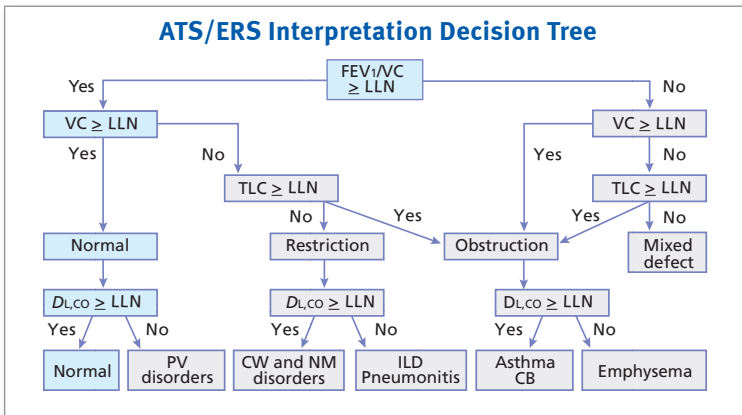 ATS/ERS Interpretation Decision Tree
FEV1/VC
≥ LLN
Yes
No
VC ≥ LLN
VC ≥ LLN
Yes
No
Yes
No
TLC ≥ LLN
TLC ≥ LLN
No
Yes
Yes
No
Normal
Restriction
Obstruction
Mixed
defect
DL,CO ≥ LLN
DL,CO ≥ LLN
DL,CO ≥ LLN
Yes
No
Yes
No
Yes
No
Normal
PV
disorders
CW and NM
disorders
ILD
Pneumonitis
Asthma
CB
Emphysema